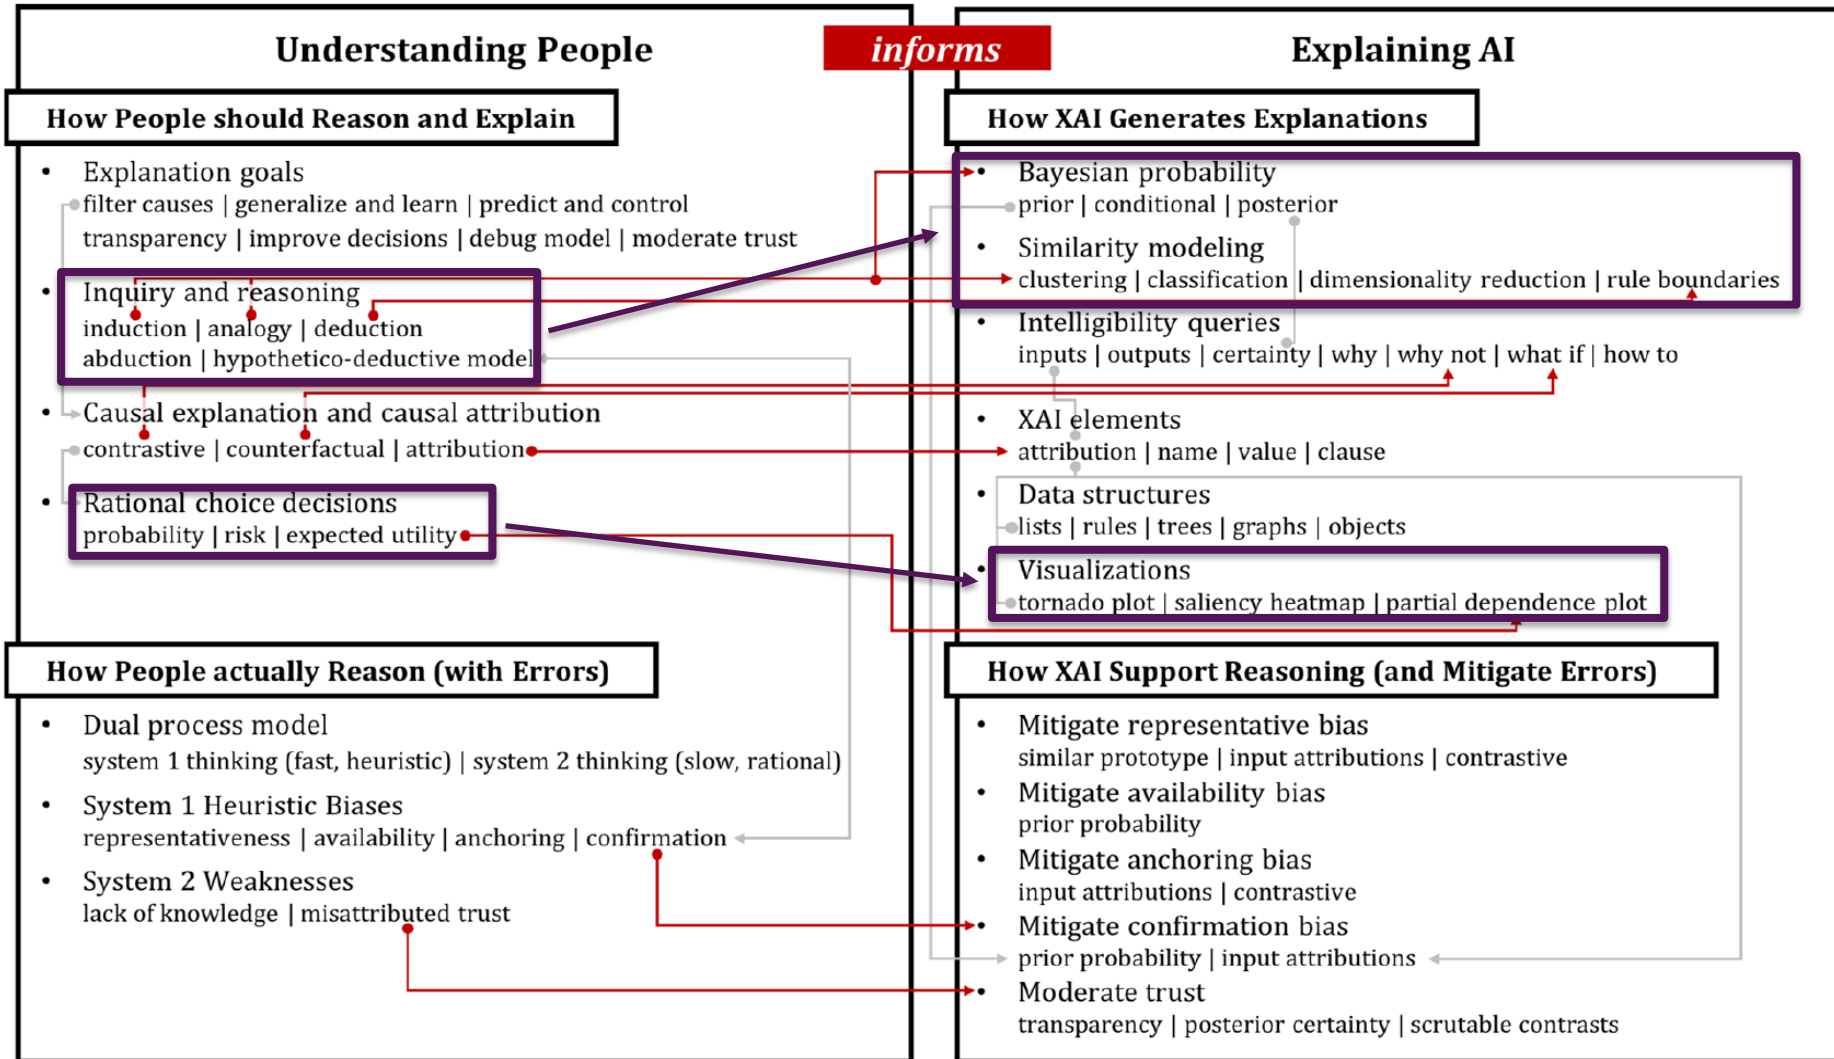 Understanding People
informs
Explaining AI
How People should Reason and Explain
• Explanation goals
filter causes | generalize and learn | predict and control
transparency | improve decisions | debug model | moderate trust
• Inquiry and reasoning
induction | analogy | deduction
abduction | hypothetico-deductive model
• Causal explanation and causal attribution
contrastive | counterfactual | attribution
• Rational choice decisions
probability | risk | expected utility
How People actually Reason (with Errors)
• Dual process model
system 1 thinking (fast, heuristic) | system 2 thinking (slow, rational)
• System 1 Heuristic Biases
representativeness | availability | anchoring | confirmation
• System 2 Weaknesses
lack of knowledge | misattributed trust
How XAI Generates Explanations
• Bayesian probability
prior | conditional | posterior
• Similarity modeling
clustering | classification | dimensionality reduction | rule boundaries
• Intelligibility queries
inputs | outputs | certainty | why | why not | what if | how to
• XAI elements
attribution | name | value | clause
• Data structures
lists | rules | trees | graphs | objects
• Visualizations
tornado plot | saliency heatmap | partial dependence plot
How XAI Support Reasoning (and Mitigate Errors)
• Mitigate representative bias
similar prototype | input attributions | contrastive
• Mitigate availability bias
prior probability
• Mitigate anchoring bias
input attributions | contrastive
• Mitigate confirmation bias
prior probability | input attributions
• Moderate trust
transparency | posterior certainty | scrutable contrasts